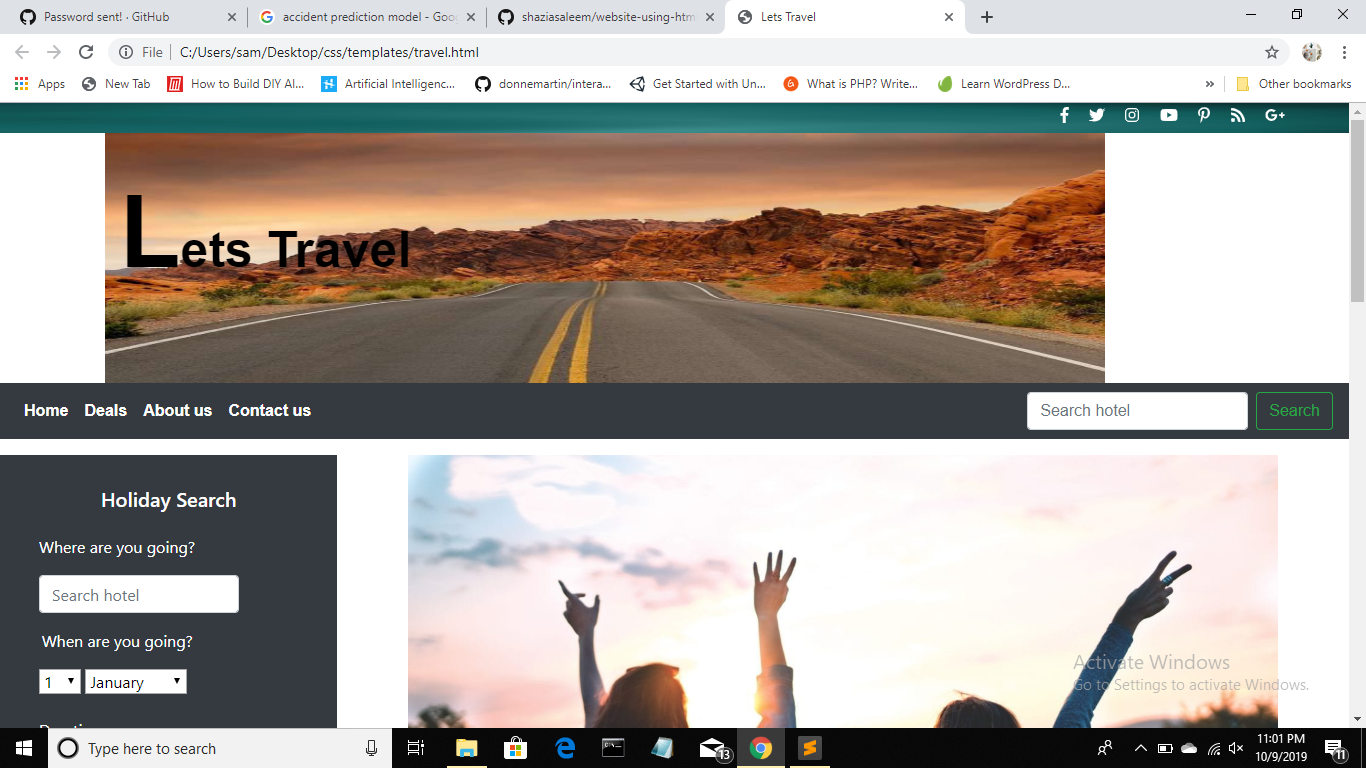 Password sent! · GitHub
accident prediction model - Goo
shaziasaleem/website-using-htm
Lets Travel
File
C:/Users/sam/Desktop/css/templates/travel.html
Apps
New Tab
How to Build DIY AI...
Artificial Intelligenc...
donnemartin/intera...
Get Started with Un...
What is PHP? Write...
Learn WordPress D...
»
Other bookmarks
Lets Travel
Home Deals About us Contact us
Search hotel
Search
Holiday Search
Where are you going?
Search hotel
When are you going?
1 January
Activate Windows
Go to Settings to activate Windows.
Type here to search
13
11:01 PM
10/9/2019
11